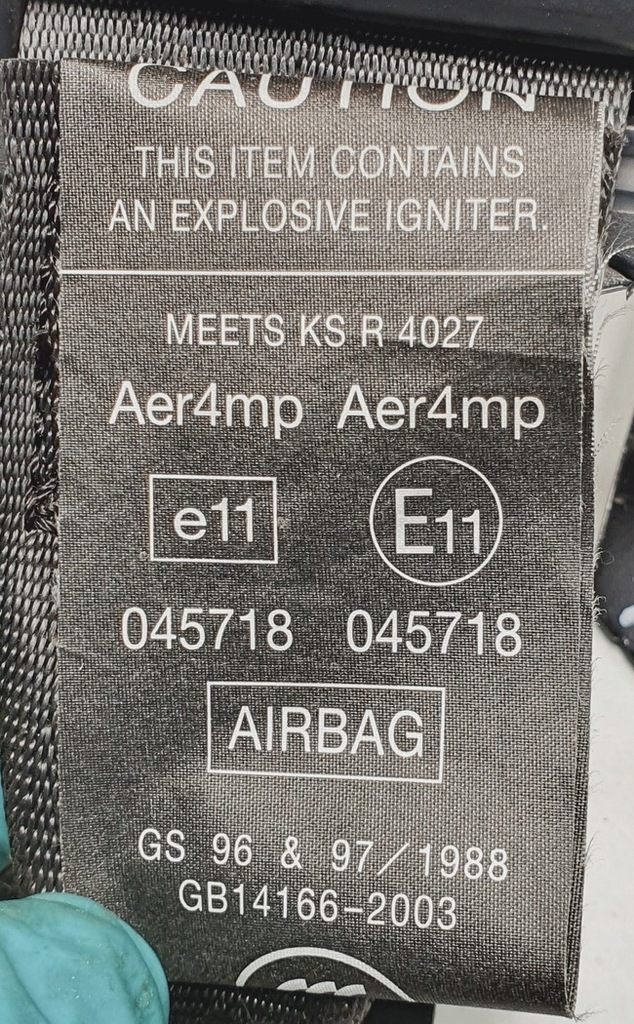 CAUTION
THIS ITEM CONTAINS
AN EXPLOSIVE IGNITER.
MEETS KS R 4027
Aer4mp Aer4mp
e11 E11
045718 045718
AIRBAG
GS 96 & 97/1988
GB14166-2003